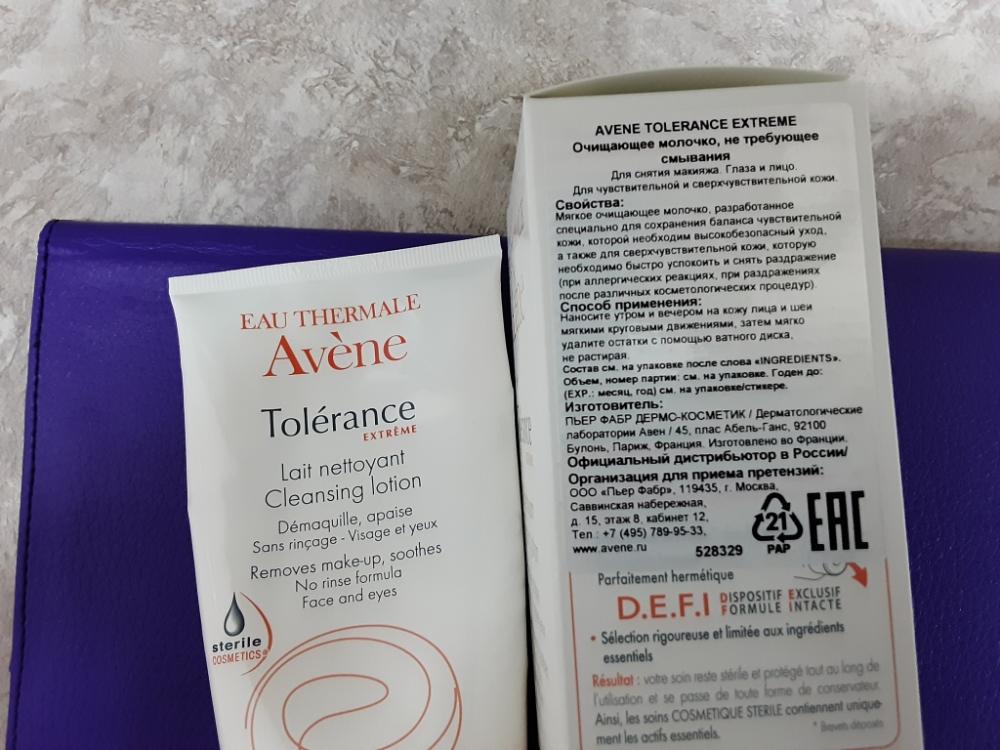 EAU THERMALE
Avène
Tolérance
EXTRÊME
Lait nettoyant
Cleansing lotion
Démaquille, apaise
Sans rinçage - Visage et yeux
Removes make-up, soothes
No rinse formula
Face and eyes
sterile
COSMETICS®
AVENE TOLERANCE EXTREME
Очищающее молочко, не требующее
смывания
Для снятия макияжа. Глаза и лицо.
Для чувствительной и сверхчувствительной кожи.
Свойства:
Мягкое очищающее молочко, разработанное
специально для сохранения баланса чувствительной
кожи, которой необходим высокобезопасный уход,
а также для сверхчувствительной кожи, которую
необходимо быстро успокоить и снять раздражение
(при аллергических реакциях, при раздражениях
после различных косметологических процедур).
Способ применения:
Наносите утром и вечером на кожу лица и шеи
мягкими круговыми движениями, затем мягко
удалите остатки с помощью ватного диска,
не растирая.
Состав см. на упаковке после слова «INGREDIENTS».
Объем, номер партии: см. на упаковке. Годен до:
(EXP.: месяц, год) см. на упаковке/стикере.
Изготовитель:
ПЬЕР ФАБР ДЕРМО-КОСМЕТИК / Дерматологические
лаборатории Авен / 45, плас Абель-Ганс, 92100
Булонь, Париж, Франция. Изготовлено во Франции.
Официальный дистрибьютор в России/
Организация для приема претензий:
ООО «Пьер Фабр», 119435, г. Москва,
Саввинская набережная,
д. 15, этаж 8, кабинет 12,
Тел.: +7 (495) 789-95-33,
www.avene.ru
528329
21
PAP
EAC
Parfaitement hermétique
D.E.F.I DISPOSITIF EXCLUSIF
FORMULE INTACTE
• Sélection rigoureuse et limitée aux ingrédients
essentiels
Résultat : votre soin reste stérile et protégé tout au long de
l'utilisation et se passe de toute forme de conservateur.
Ainsi, les soins COSMETIQUE STERILE contiennent unique-
ment les actifs essentiels.
* Brevets déposés